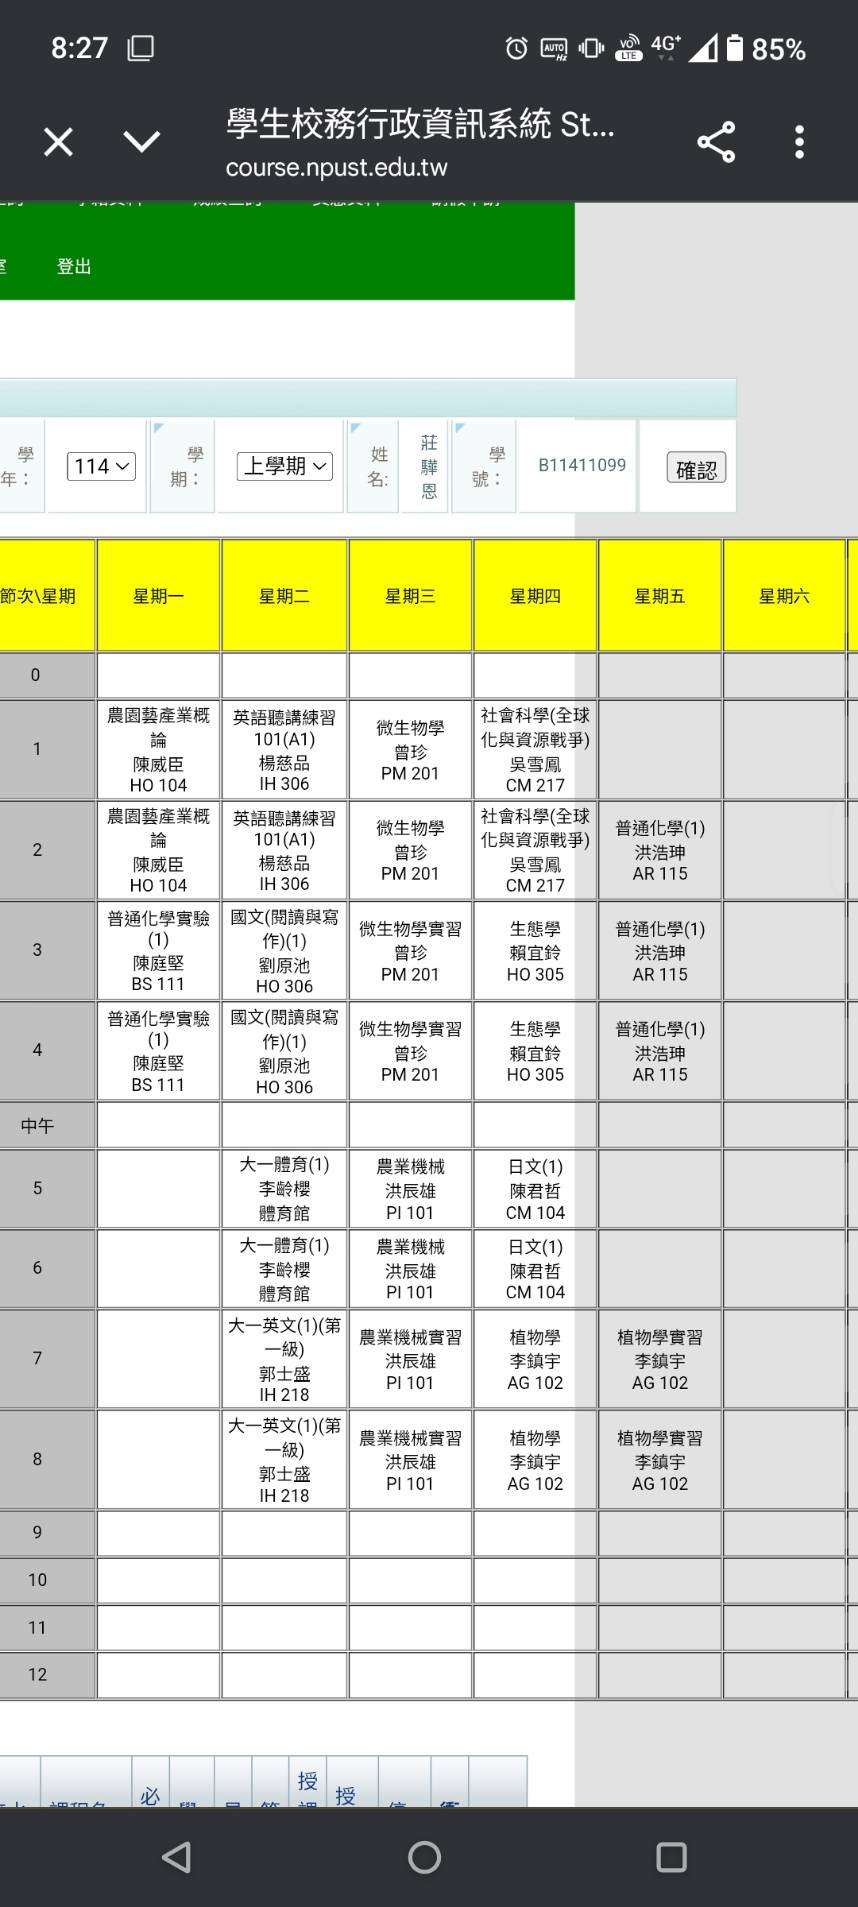 8:27
AUTO Hz VO LTE 4G+ 85%
學生校務行政資訊系統 St...
course.npust.edu.tw
登出
學年：
114
學期：
上學期
姓名:
莊驊恩
學號：
B11411099
確認
節次\星期 星期一 星期二 星期三 星期四 星期五 星期六
0
1
農園藝產業概論
陳威臣
HO 104
英語聽講練習101(A1)
楊慈品
IH 306
微生物學
曾珍
PM 201
社會科學(全球化與資源戰爭)
吳雪鳳
CM 217
2
農園藝產業概論
陳威臣
HO 104
英語聽講練習101(A1)
楊慈品
IH 306
微生物學
曾珍
PM 201
社會科學(全球化與資源戰爭)
吳雪鳳
CM 217
普通化學(1)
洪浩珅
AR 115
3
普通化學實驗(1)
陳庭堅
BS 111
國文(閱讀與寫作)(1)
劉原池
HO 306
微生物學實習
曾珍
PM 201
生態學
賴宜鈴
HO 305
普通化學(1)
洪浩珅
AR 115
4
普通化學實驗(1)
陳庭堅
BS 111
國文(閱讀與寫作)(1)
劉原池
HO 306
微生物學實習
曾珍
PM 201
生態學
賴宜鈴
HO 305
普通化學(1)
洪浩珅
AR 115
中午
5
大一體育(1)
李齡櫻
體育館
農業機械
洪辰雄
PI 101
日文(1)
陳君哲
CM 104
6
大一體育(1)
李齡櫻
體育館
農業機械
洪辰雄
PI 101
日文(1)
陳君哲
CM 104
7
大一英文(1)(第一級)
郭士盛
IH 218
農業機械實習
洪辰雄
PI 101
植物學
李鎮宇
AG 102
植物學實習
李鎮宇
AG 102
8
大一英文(1)(第一級)
郭士盛
IH 218
農業機械實習
洪辰雄
PI 101
植物學
李鎮宇
AG 102
植物學實習
李鎮宇
AG 102
9
10
11
12
必 授 授